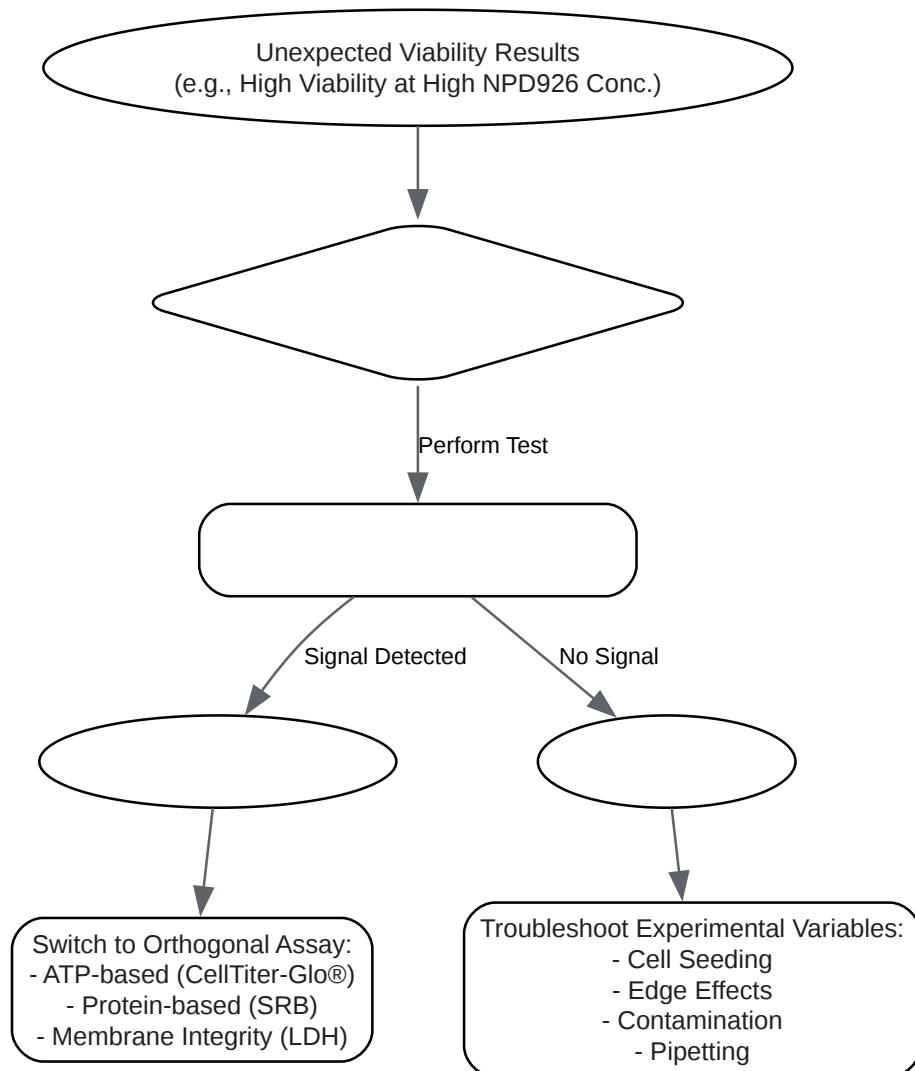 Unexpected Viability Results
(e.g., High Viability at High NPD926 Conc.)
Perform Test
Signal Detected
No Signal
Switch to Orthogonal Assay:
- ATP-based (CellTiter-Glo®)
- Protein-based (SRB)
- Membrane Integrity (LDH)
Troubleshoot Experimental Variables:
- Cell Seeding
- Edge Effects
- Contamination
- Pipetting